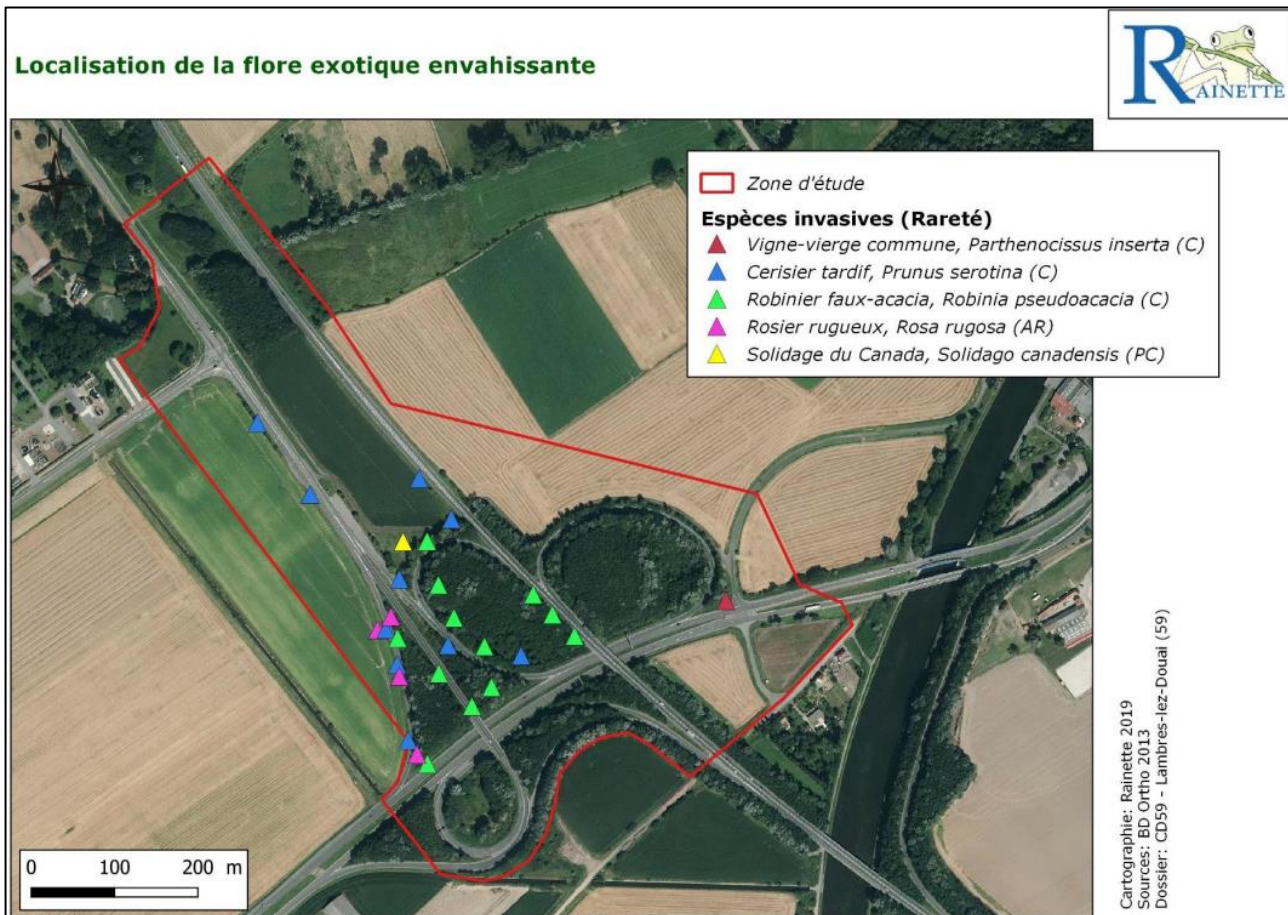 Localisation de la flore exotique envahissante
RAINETTE
N
Zone d'étude
Espèces invasives (Rareté)
Vigne-vierge commune, Parthenocissus inserta (C)
Cerisier tardif, Prunus serotina (C)
Robinier faux-acacia, Robinia pseudoacacia (C)
Rosier rugueux, Rosa rugosa (AR)
Solidage du Canada, Solidago canadensis (PC)
0 100 200 m
Cartographie: Rainette 2019
Sources: BD Ortho 2013
Dossier: CD59 - Lambres-lez-Douai (59)